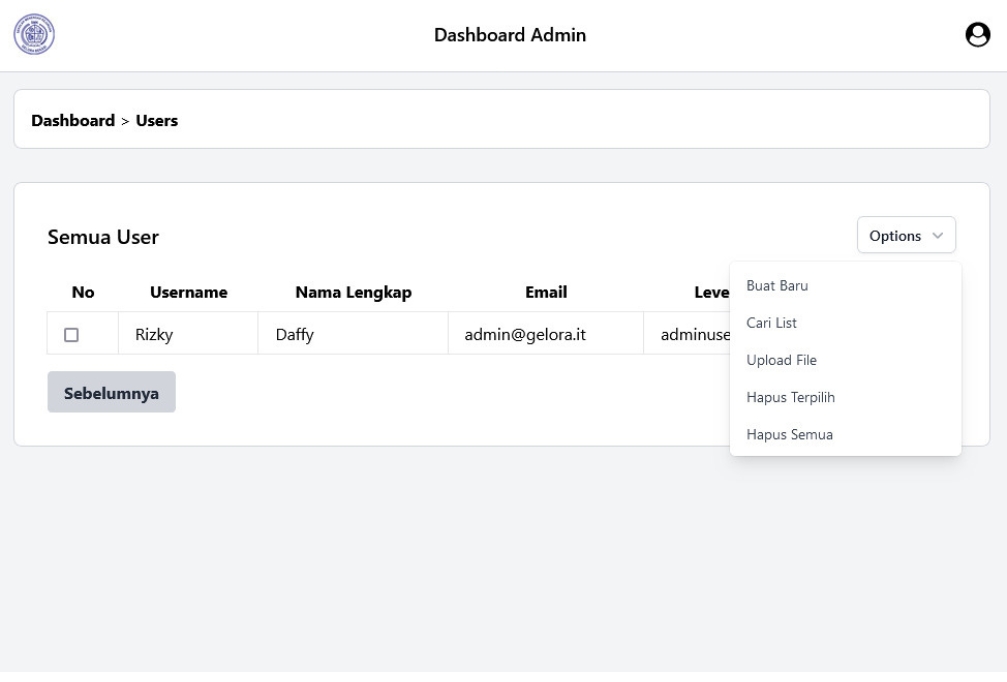 Dashboard Admin
Dashboard > Users
Semua User
Options
No Username Nama Lengkap Email Leve
Rizky Daffy admin@gelora.it adminuse
Buat Baru
Cari List
Upload File
Hapus Terpilih
Hapus Semua
Sebelumnya